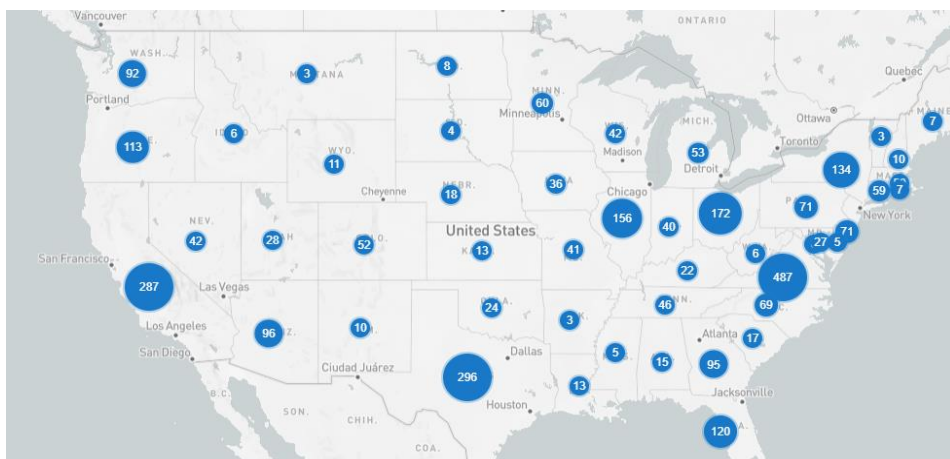 Vancouver
ONTARIO
WASH.
Quebec
92
3
MONTANA
8
60
MINN.
Minneapolis
Portland
Ottawa
MAINE
7
113
6
4
42
Madison
MICH.
53
Detroit
Toronto
3
10
WYO.
11
Cheyenne
NEBR.
18
36
Chicago
134
59
7
New York
NEV.
42
28
52
United States
13
41
156
40
172
71
71
27
5
6
San Francisco
287
Las Vegas
22
487
Los Angeles
96
10
24
3
46
69
San Diego
Ciudad Juárez
Dallas
5
15
Atlanta
17
95
296
13
Houston
Jacksonville
B.C.
SON.
CHIH.
COA.
120